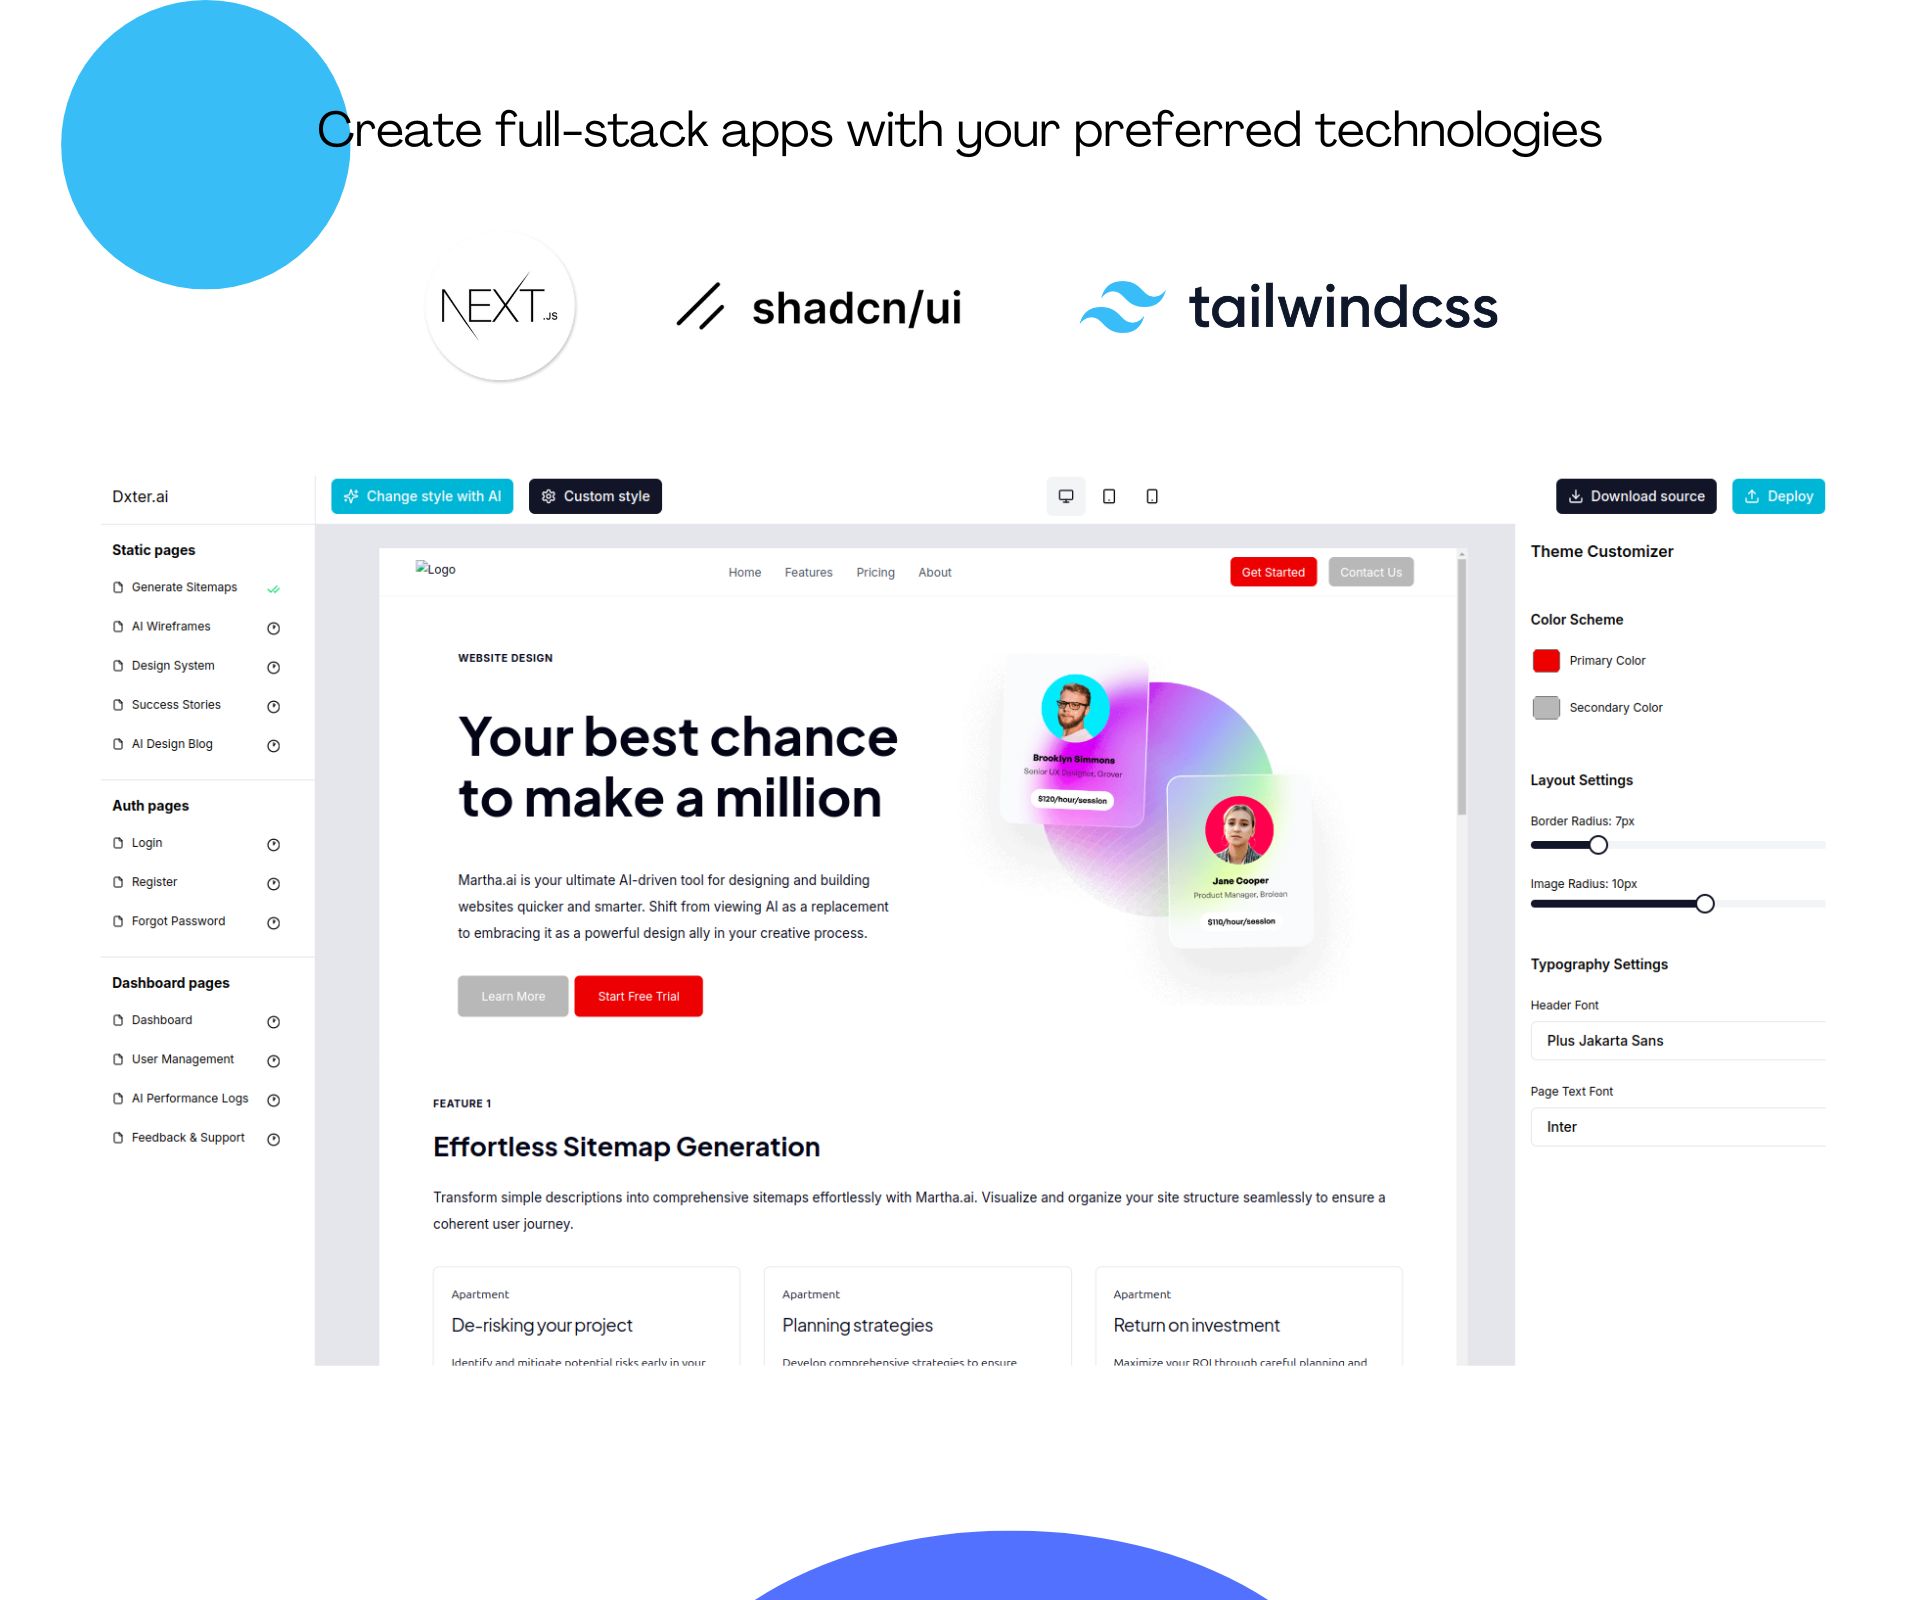 Create full-stack apps with your preferred technologies
NEXT.JS
shadcn/ui
tailwindcss
Dxter.ai
Change style with AI
Custom style
Download source
Deploy
Static pages
Generate Sitemaps
AI Wireframes
Design System
Success Stories
AI Design Blog
Auth pages
Login
Register
Forgot Password
Dashboard pages
Dashboard
User Management
AI Performance Logs
Feedback & Support
Logo
Home
Features
Pricing
About
Get Started
Contact Us
WEBSITE DESIGN
Your best chance
to make a million
Martha.ai is your ultimate AI-driven tool for designing and building
websites quicker and smarter. Shift from viewing AI as a replacement
to embracing it as a powerful design ally in your creative process.
Learn More
Start Free Trial
Brooklyn Simmons
Senior UX Designer, Grover
$120/hour/session
Jane Cooper
Product Manager, Brolean
$110/hour/session
FEATURE 1
Effortless Sitemap Generation
Transform simple descriptions into comprehensive sitemaps effortlessly with Martha.ai. Visualize and organize your site structure seamlessly to ensure a
coherent user journey.
Apartment
De-risking your project
Identify and mitigate potential risks early in your
Apartment
Planning strategies
Develop comprehensive strategies to ensure
Apartment
Return on investment
Maximize your ROI through careful planning and
Theme Customizer
Color Scheme
Primary Color
Secondary Color
Layout Settings
Border Radius: 7px
Image Radius: 10px
Typography Settings
Header Font
Plus Jakarta Sans
Page Text Font
Inter